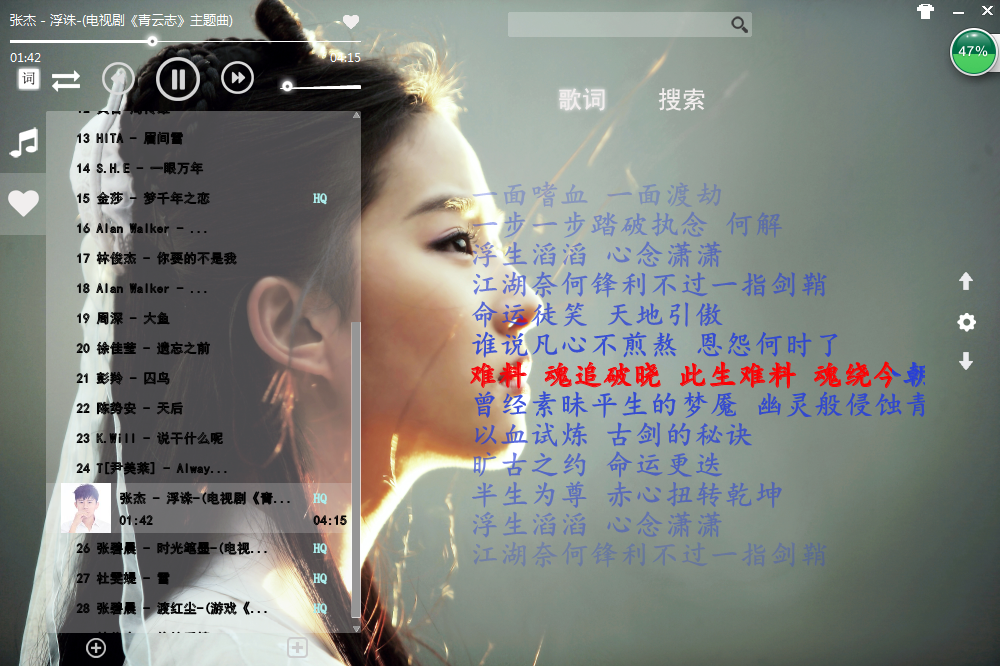 张杰 - 浮诛-(电视剧《青云志》主题曲)
01:42
04:15
词
47%
歌词
搜索
13 HITA - 眉间雪
14 S.H.E - 一眼万年
15 金莎 - 梦千年之恋 HQ
16 Alan Walker - ...
17 林俊杰 - 你要的不是我
18 Alan Walker - ...
19 周深 - 大鱼
20 徐佳莹 - 遗忘之前
21 彭羚 - 囚鸟
22 陈势安 - 天后
23 K.Will - 说干什么呢
24 T[尹美莱] - Alway...
张杰 - 浮诛-(电视剧《青... HQ
01:42 04:15
26 张碧晨 - 时光笔墨-(电视... HQ
27 杜雯媞 - 雪 HQ
28 张碧晨 - 渡红尘-(游戏《... HQ
一面嗜血 一面渡劫
一步一步踏破执念 何解
浮生滔滔 心念潇潇
江湖奈何锋利不过一指剑鞘
命运徒笑 天地引傲
谁说凡心不煎熬 恩怨何时了
难料 魂追破晓 此生难料 魂绕今朝
曾经素昧平生的梦魇 幽灵般侵蚀青
以血试炼 古剑的秘诀
旷古之约 命运更迭
半生为尊 赤心扭转乾坤
浮生滔滔 心念潇潇
江湖奈何锋利不过一指剑鞘